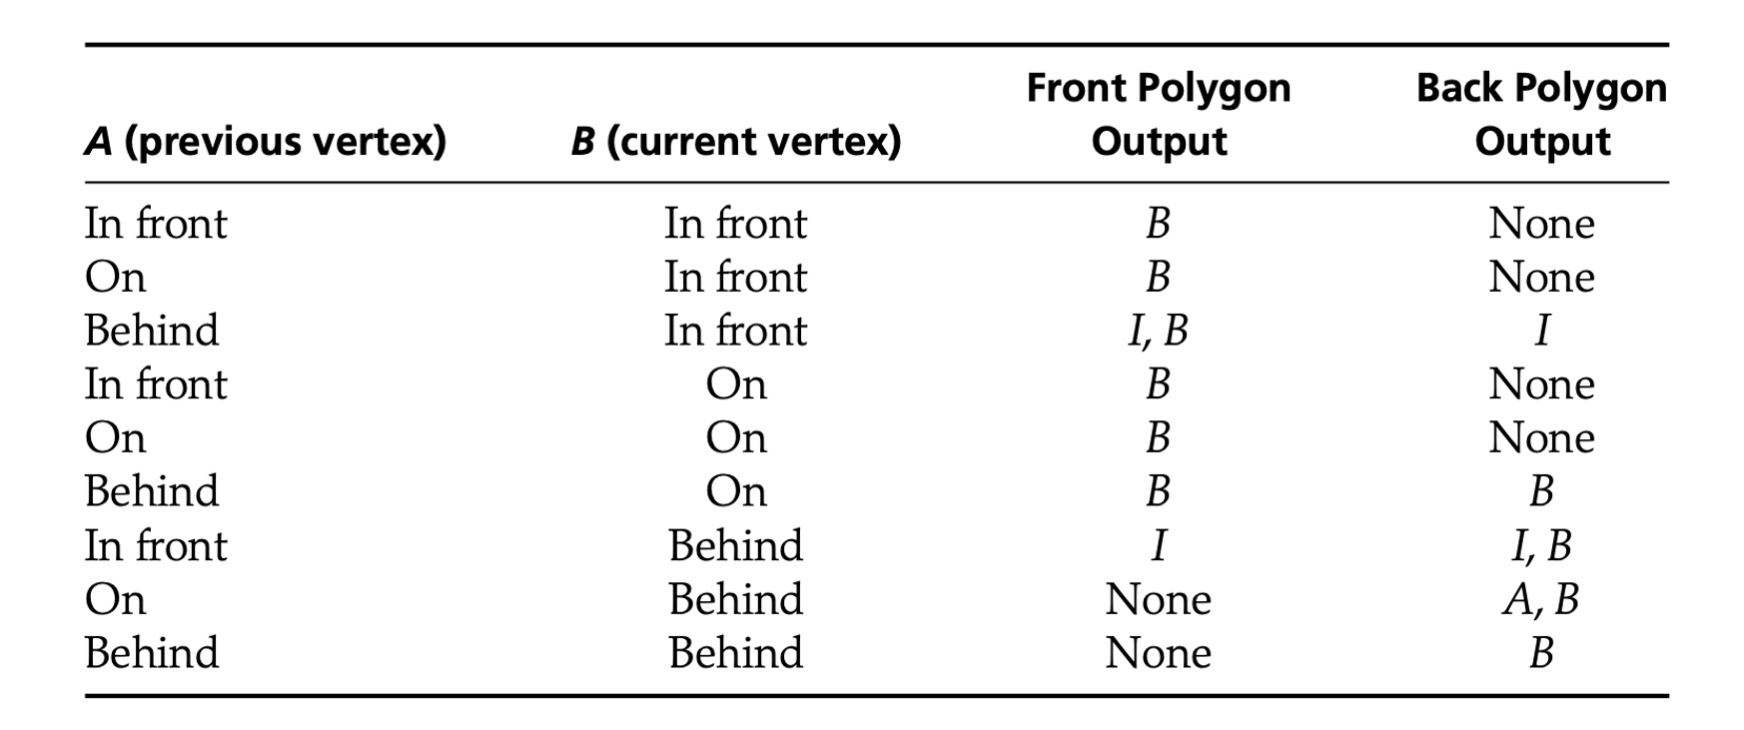 Front Polygon Back Polygon
A (previous vertex) B (current vertex) Output Output
In front In front B None
On In front B None
Behind In front I, B I
In front On B None
On On B None
Behind On B B
In front Behind I I, B
On Behind None A, B
Behind Behind None B